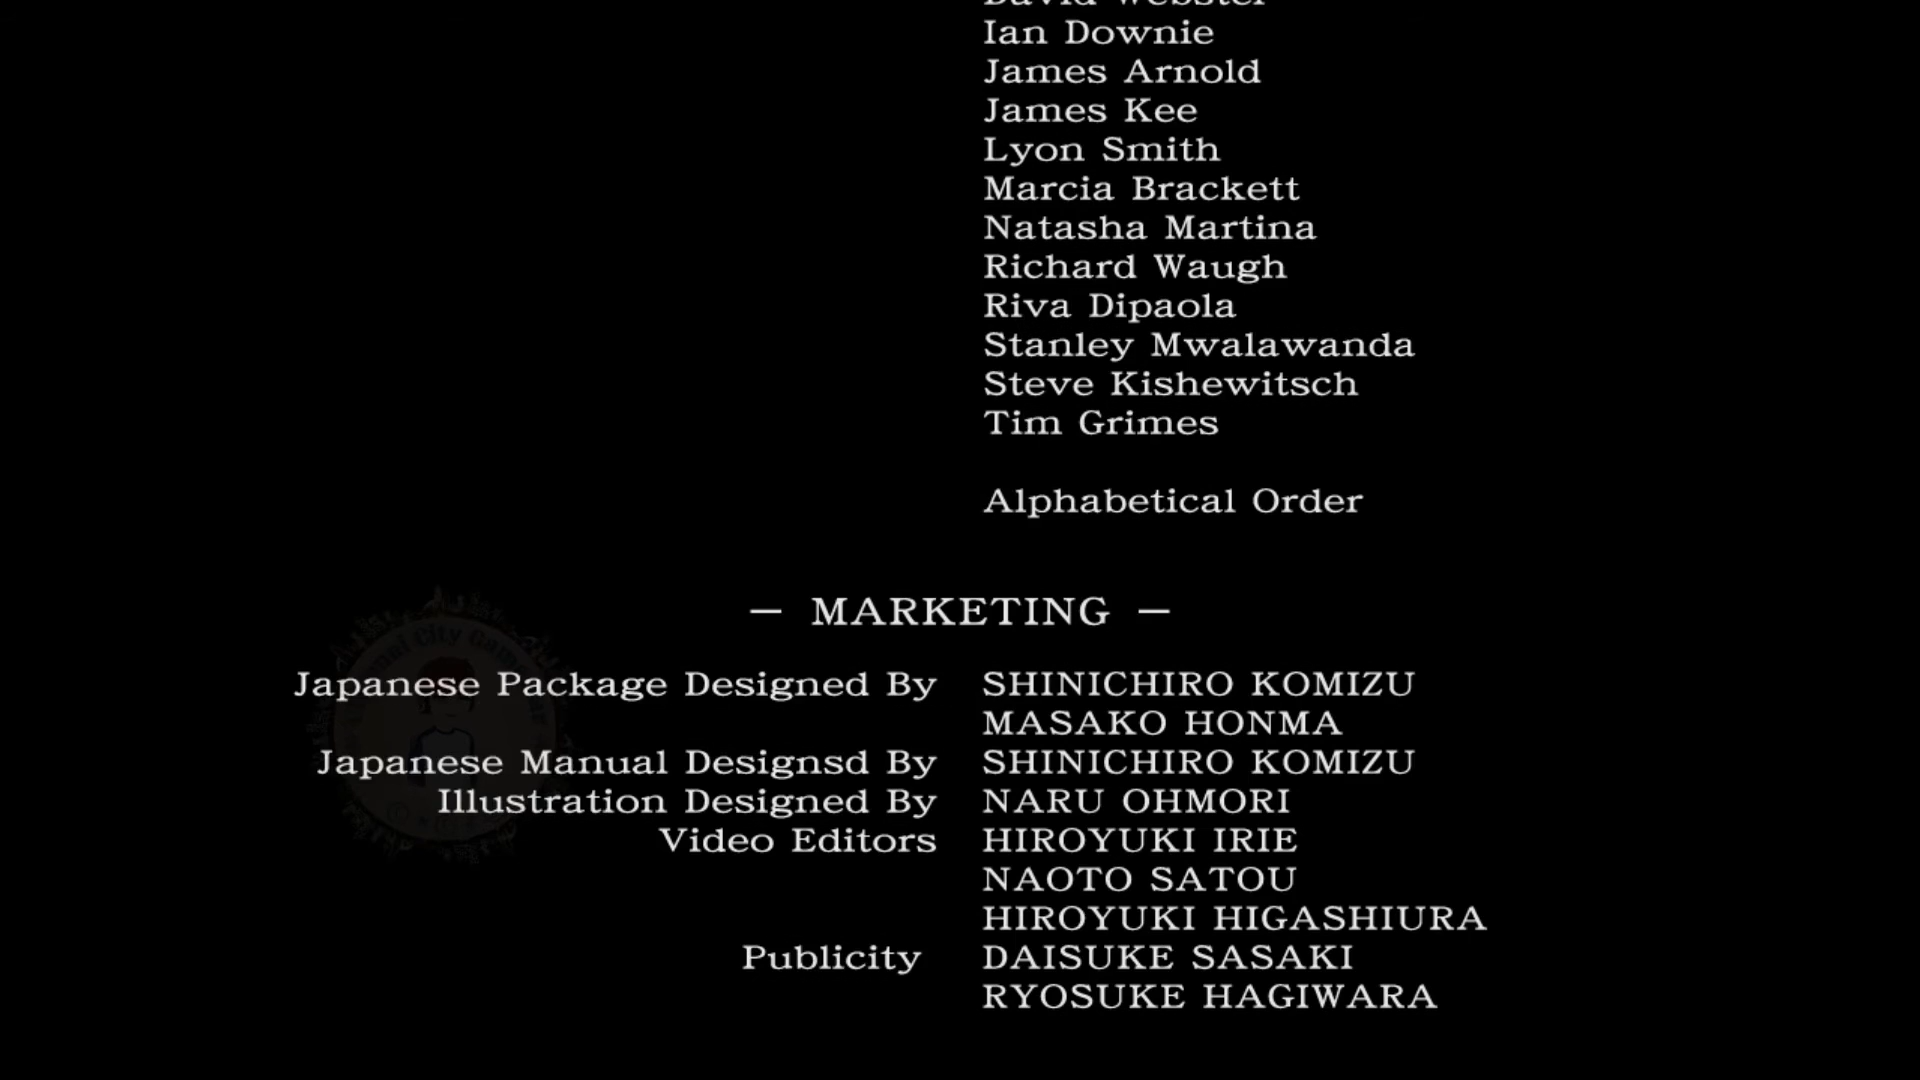 David Webster
Ian Downie
James Arnold
James Kee
Lyon Smith
Marcia Brackett
Natasha Martina
Richard Waugh
Riva Dipaola
Stanley Mwalawanda
Steve Kishewitsch
Tim Grimes
Alphabetical Order
— MARKETING —
Japanese Package Designed By SHINICHIRO KOMIZU
MASAKO HONMA
Japanese Manual Designsd By SHINICHIRO KOMIZU
Illustration Designed By NARU OHMORI
Video Editors HIROYUKI IRIE
NAOTO SATOU
HIROYUKI HIGASHIURA
Publicity DAISUKE SASAKI
RYOSUKE HAGIWARA